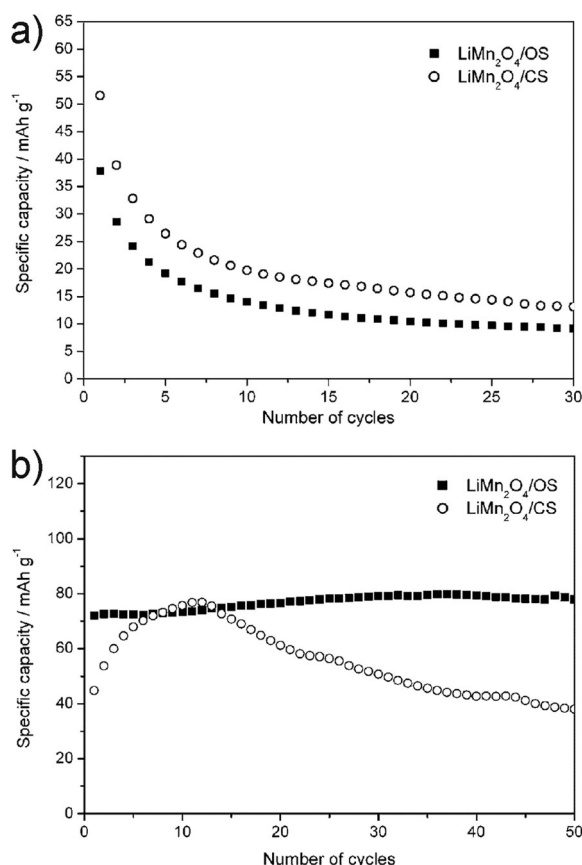 a)
65
60
55
50
45
40
35
30
25
20
15
10
5
0
Specific capacity / mAh g⁻¹
■ LiMn₂O₄/OS
○ LiMn₂O₄/CS
0 5 10 15 20 25 30
Number of cycles
b)
120
100
80
60
40
20
0
Specific capacity / mAh g⁻¹
■ LiMn₂O₄/OS
○ LiMn₂O₄/CS
0 10 20 30 40 50
Number of cycles